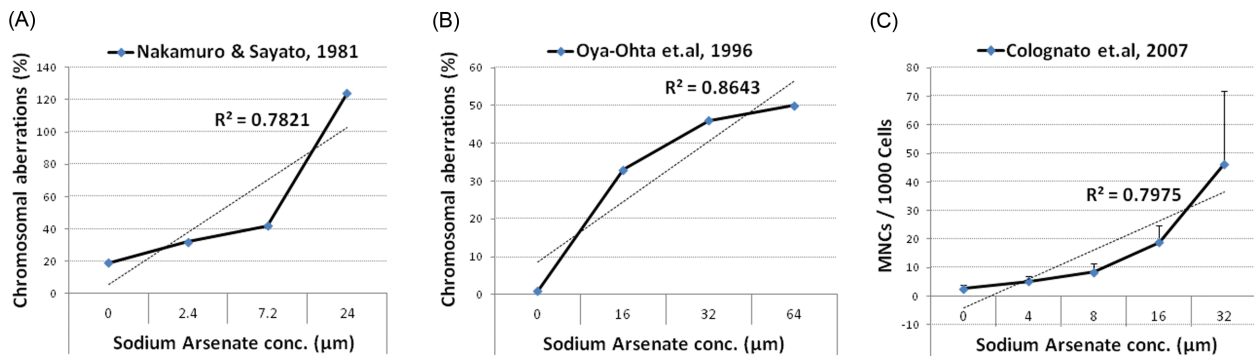 (A)
Nakamuro & Sayato, 1981
Chromosomal aberrations (%)
140
120
100
80
60
40
20
0
R² = 0.7821
0 2.4 7.2 24
Sodium Arsenate conc. (µm)
(B)
Oya-Ohta et.al, 1996
Chromosomal aberrations (%)
60
50
40
30
20
10
0
R² = 0.8643
0 16 32 64
Sodium Arsenate conc. (µm)
(C)
Colognato et.al, 2007
MNCs / 1000 Cells
80
70
60
50
40
30
20
10
0
-10
R² = 0.7975
0 4 8 16 32
Sodium Arsenate conc. (µm)